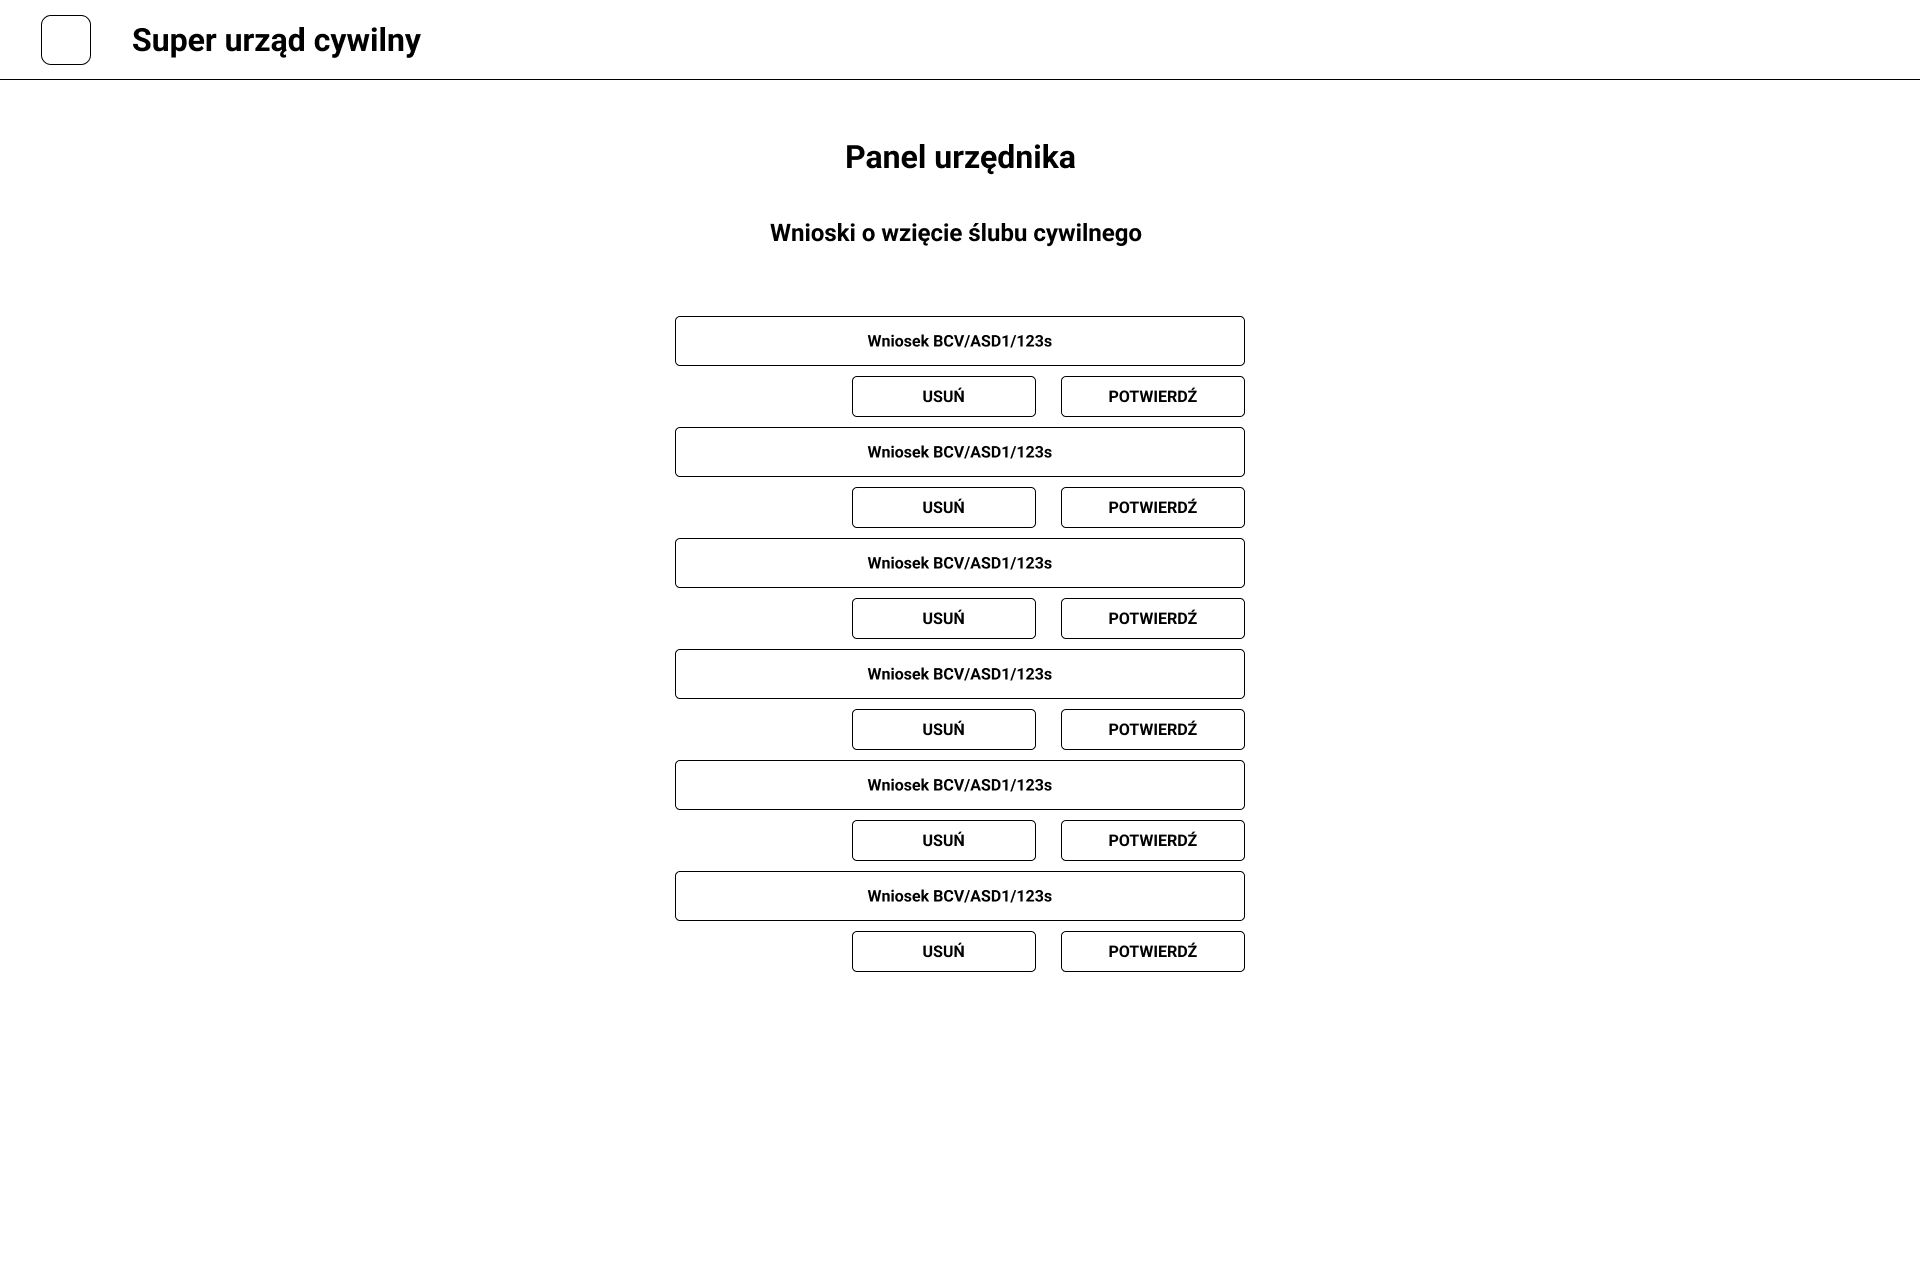 Super urząd cywilny
Panel urzędnika
Wnioski o wzięcie ślubu cywilnego
Wniosek BCV/ASD1/123s
USUŃ POTWIERDŹ
Wniosek BCV/ASD1/123s
USUŃ POTWIERDŹ
Wniosek BCV/ASD1/123s
USUŃ POTWIERDŹ
Wniosek BCV/ASD1/123s
USUŃ POTWIERDŹ
Wniosek BCV/ASD1/123s
USUŃ POTWIERDŹ
Wniosek BCV/ASD1/123s
USUŃ POTWIERDŹ